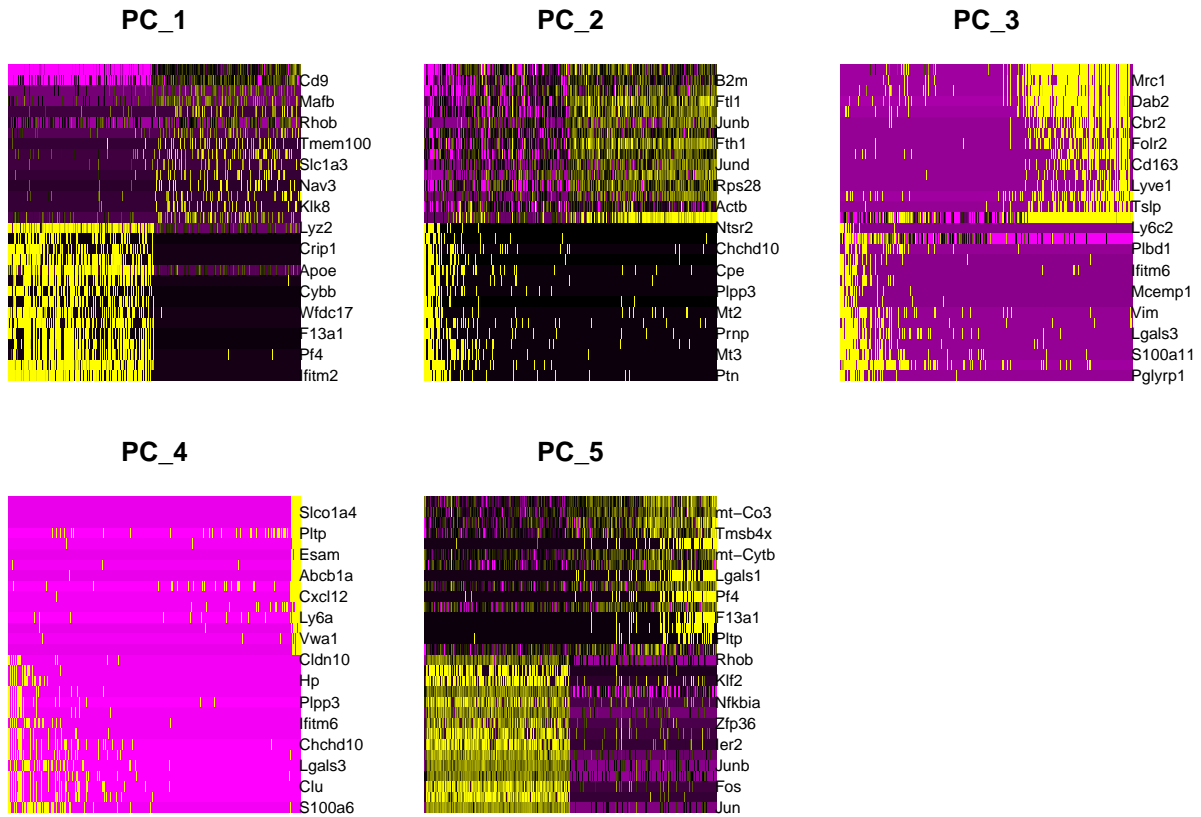 PC_1
Cd9
Mafb
Rhob
Tmem100
Slc1a3
Nav3
Klk8
Lyz2
Crip1
Apoe
Cybb
Wfdc17
F13a1
Pf4
Ifitm2
PC_2
B2m
Ftl1
Junb
Fth1
Jund
Rps28
Actb
Ntsr2
Chchd10
Cpe
Plpp3
Mt2
Prnp
Mt3
Ptn
PC_3
Mrc1
Dab2
Cbr2
Folr2
Cd163
Lyve1
Tslp
Ly6c2
Plbd1
Ifitm6
Mcemp1
Vim
Lgals3
S100a11
Pglyrp1
PC_4
Slco1a4
Pltp
Esam
Abcb1a
Cxcl12
Ly6a
Vwa1
Cldn10
Hp
Plpp3
Ifitm6
Chchd10
Lgals3
Clu
S100a6
PC_5
mt−Co3
Tmsb4x
mt−Cytb
Lgals1
Pf4
F13a1
Pltp
Rhob
Klf2
Nfkbia
Zfp36
Ier2
Junb
Fos
Jun